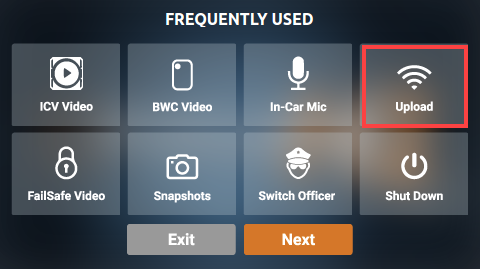 FREQUENTLY USED
ICV Video
BWC Video
In-Car Mic
Upload
FailSafe Video
Snapshots
Switch Officer
Shut Down
Exit
Next